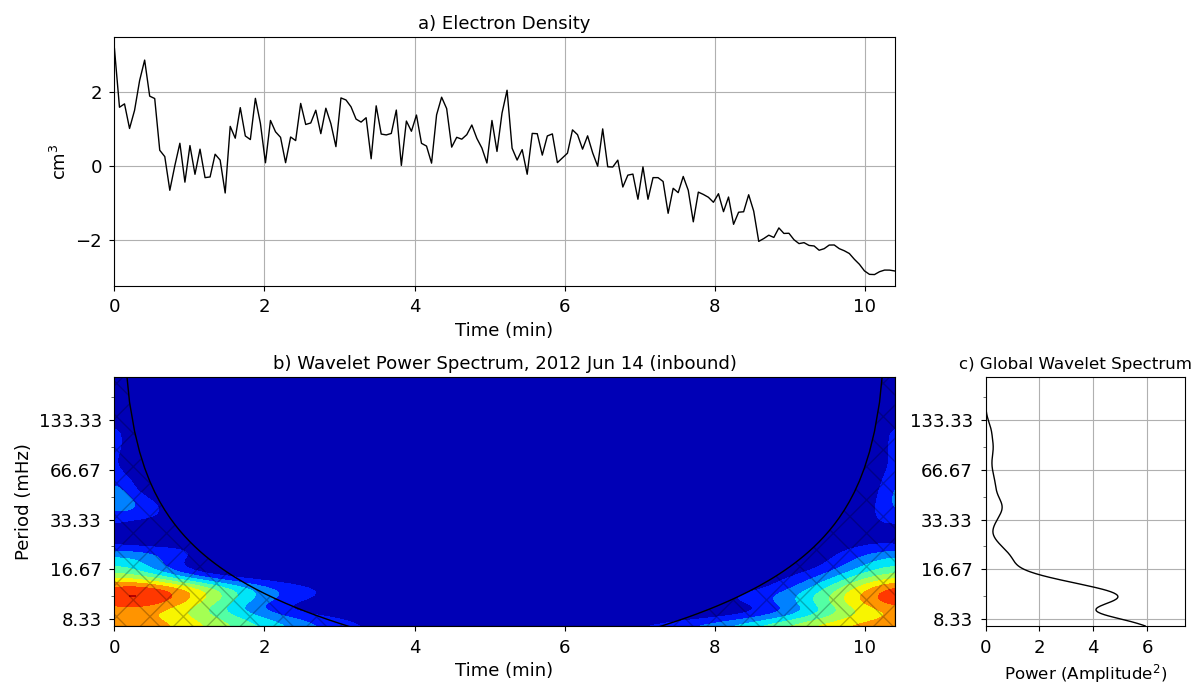 a) Electron Density
cm³
2
0
−2
0 2 4 6 8 10
Time (min)
b) Wavelet Power Spectrum, 2012 Jun 14 (inbound)
Period (mHz)
133.33
66.67
33.33
16.67
8.33
0 2 4 6 8 10
Time (min)
c) Global Wavelet Spectrum
133.33
66.67
33.33
16.67
8.33
0 2 4 6
Power (Amplitude²)